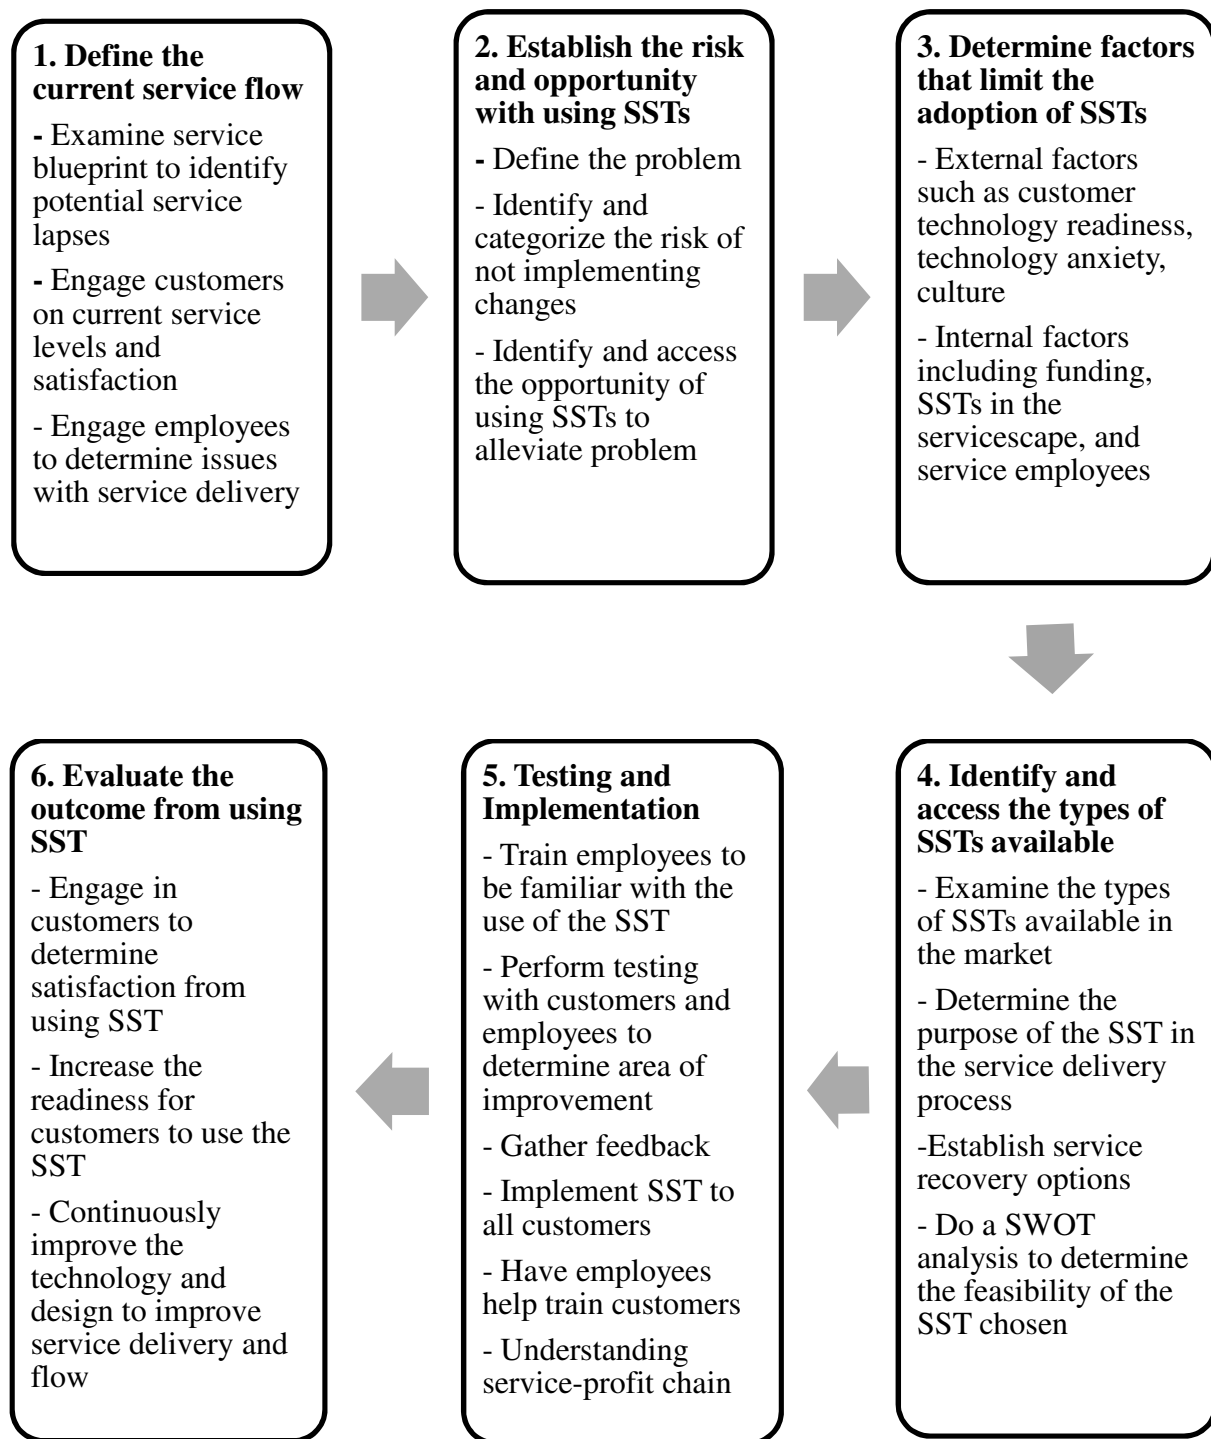 1. Define the
current service flow
- Examine service
blueprint to identify
potential service
lapses
- Engage customers
on current service
levels and
satisfaction
- Engage employees
to determine issues
with service delivery
2. Establish the risk
and opportunity
with using SSTs
- Define the problem
- Identify and
categorize the risk of
not implementing
changes
- Identify and access
the opportunity of
using SSTs to
alleviate problem
3. Determine factors
that limit the
adoption of SSTs
- External factors
such as customer
technology readiness,
technology anxiety,
culture
- Internal factors
including funding,
SSTs in the
servicescape, and
service employees
4. Identify and
access the types of
SSTs available
- Examine the types
of SSTs available in
the market
- Determine the
purpose of the SST in
the service delivery
process
-Establish service
recovery options
- Do a SWOT
analysis to determine
the feasibility of the
SST chosen
5. Testing and
Implementation
- Train employees to
be familiar with the
use of the SST
- Perform testing
with customers and
employees to
determine area of
improvement
- Gather feedback
- Implement SST to
all customers
- Have employees
help train customers
- Understanding
service-profit chain
6. Evaluate the
outcome from using
SST
- Engage in
customers to
determine
satisfaction from
using SST
- Increase the
readiness for
customers to use the
SST
- Continuously
improve the
technology and
design to improve
service delivery and
flow